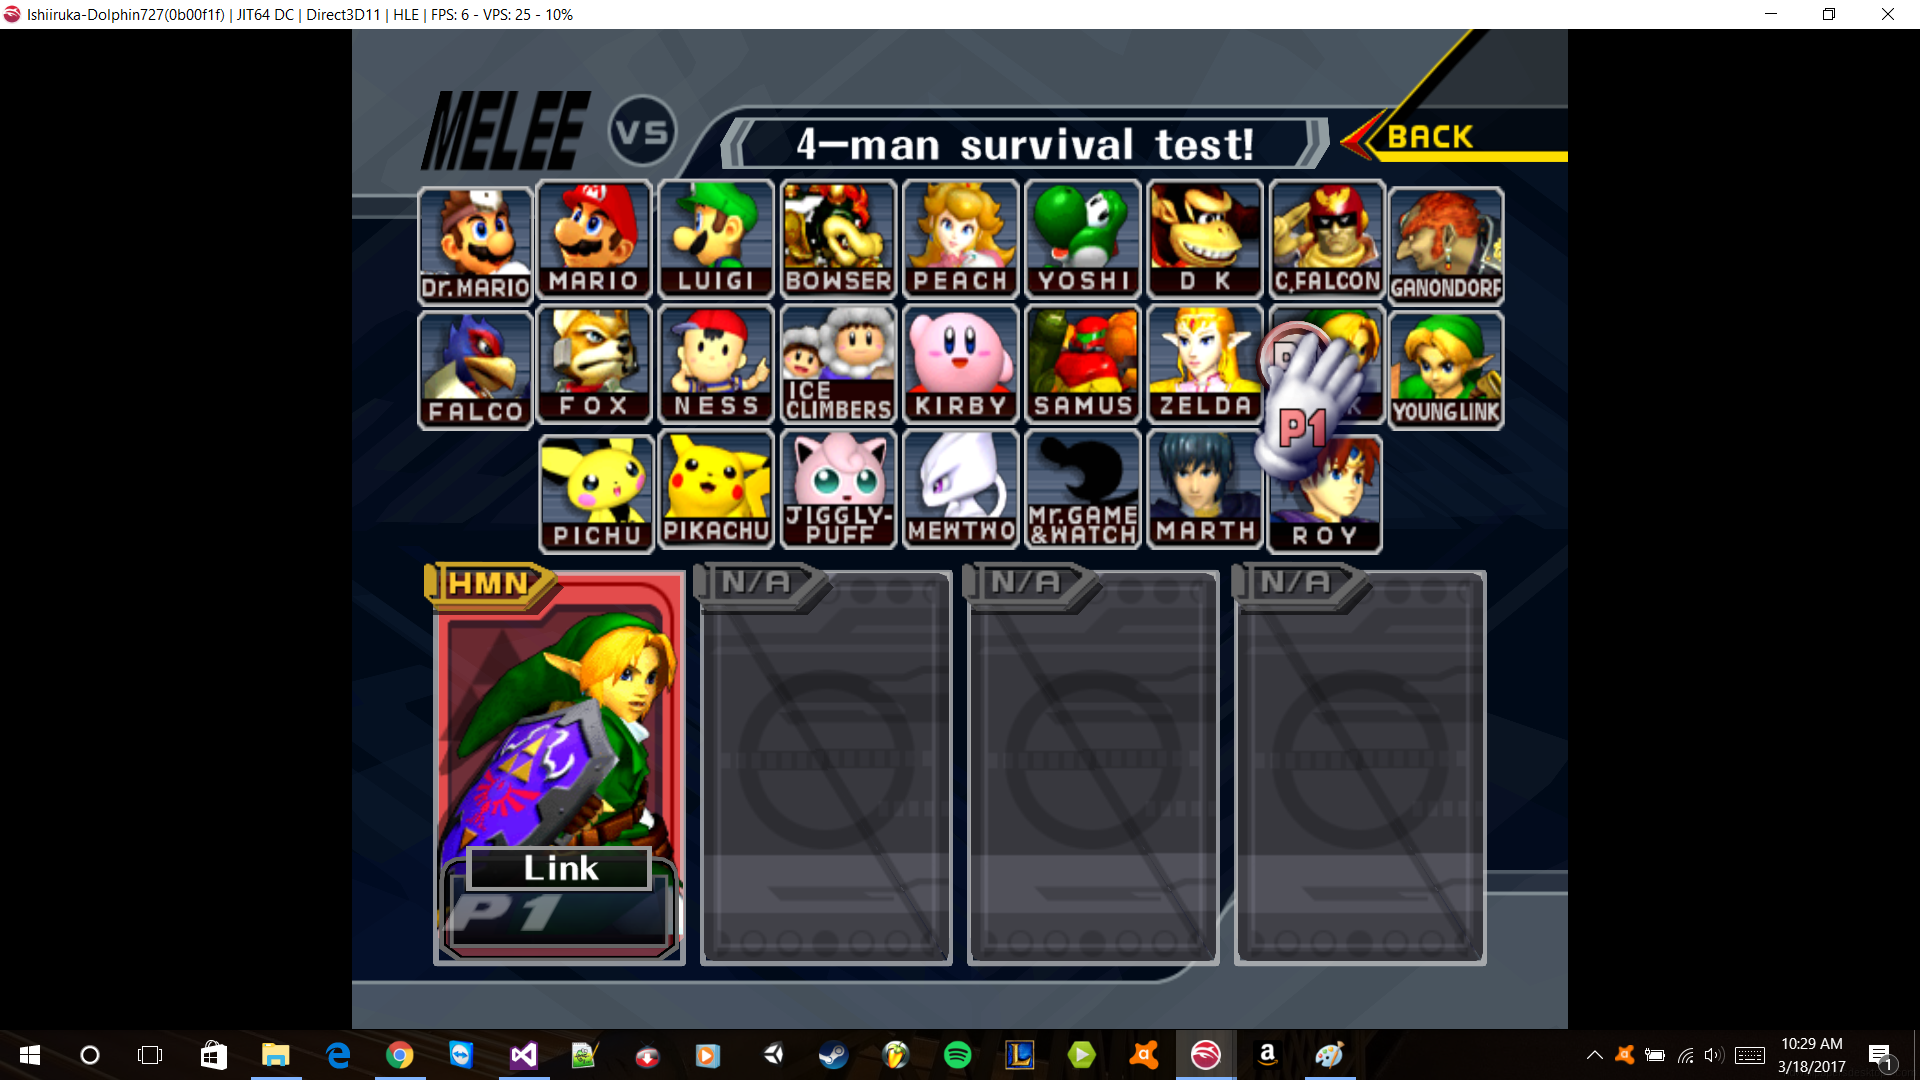 Ishiiruka-Dolphin727(0b00f1f) | JIT64 DC | Direct3D11 | HLE | FPS: 6 - VPS: 25 - 10%
MELEE VS 4-man survival test! BACK
Dr.MARIO MARIO LUIGI BOWSER PEACH YOSHI D K C.FALCON GANONDORF
FALCO FOX NESS ICE CLIMBERS KIRBY SAMUS ZELDA K YOUNG LINK
P1
PICHU PIKACHU JIGGLY-PUFF MEWTWO Mr.GAME &WATCH MARTH ROY
HMN N/A N/A N/A
Link
P1
10:29 AM
3/18/2017
1